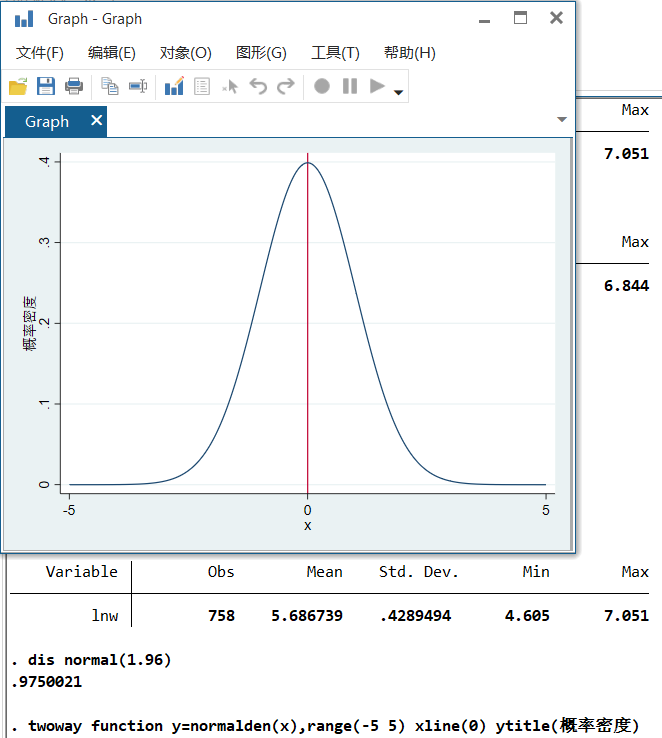 Graph - Graph
文件(F) 编辑(E) 对象(O) 图形(G) 工具(T) 帮助(H)
Graph
Max
7.051
Max
6.844
概率密度
.4
.3
.2
.1
0
-5 0 5
x
Variable Obs Mean Std. Dev. Min Max
lnw 758 5.686739 .4289494 4.605 7.051
. dis normal(1.96)
.9750021
. twoway function y=normalden(x),range(-5 5) xline(0) ytitle(概率密度)